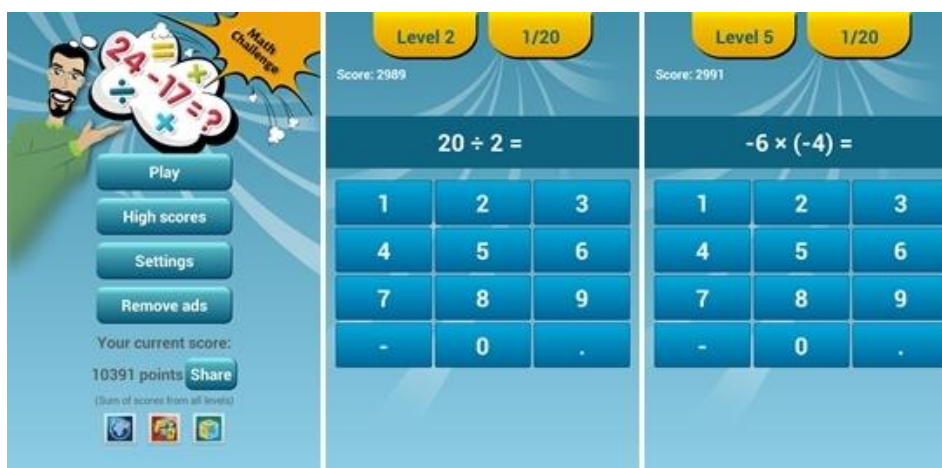 Math
Challenge
24-17=?
Play
High scores
Settings
Remove ads
Your current score:
10391 points Share
(Sum of scores from all levels)
Level 2 1/20
Score: 2989
20 ÷ 2 =
1 2 3
4 5 6
7 8 9
- 0 .
Level 5 1/20
Score: 2991
-6 × (-4) =
1 2 3
4 5 6
7 8 9
- 0 .